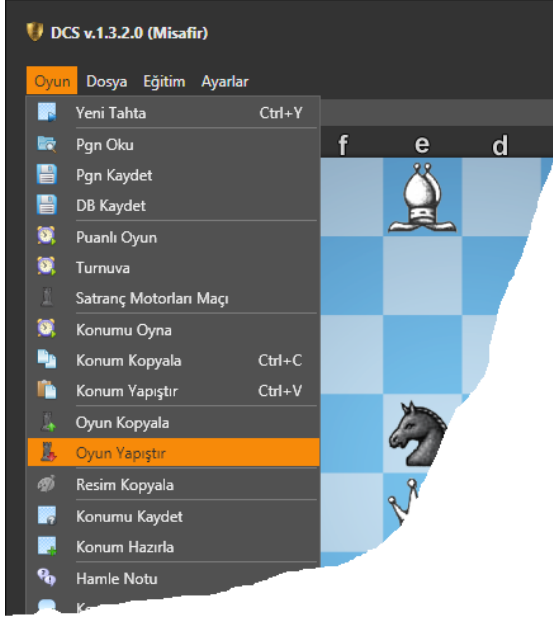 DCS v.1.3.2.0 (Misafir)
Oyun Dosya Eğitim Ayarlar
Yeni Tahta Ctrl+Y
Pgn Oku
Pgn Kaydet
DB Kaydet
Puanlı Oyun
Turnuva
Satranç Motorları Maçı
Konumu Oyna
Konum Kopyala Ctrl+C
Konum Yapıştır Ctrl+V
Oyun Kopyala
Oyun Yapıştır
Resim Kopyala
Konumu Kaydet
Konum Hazırla
Hamle Notu
f e d